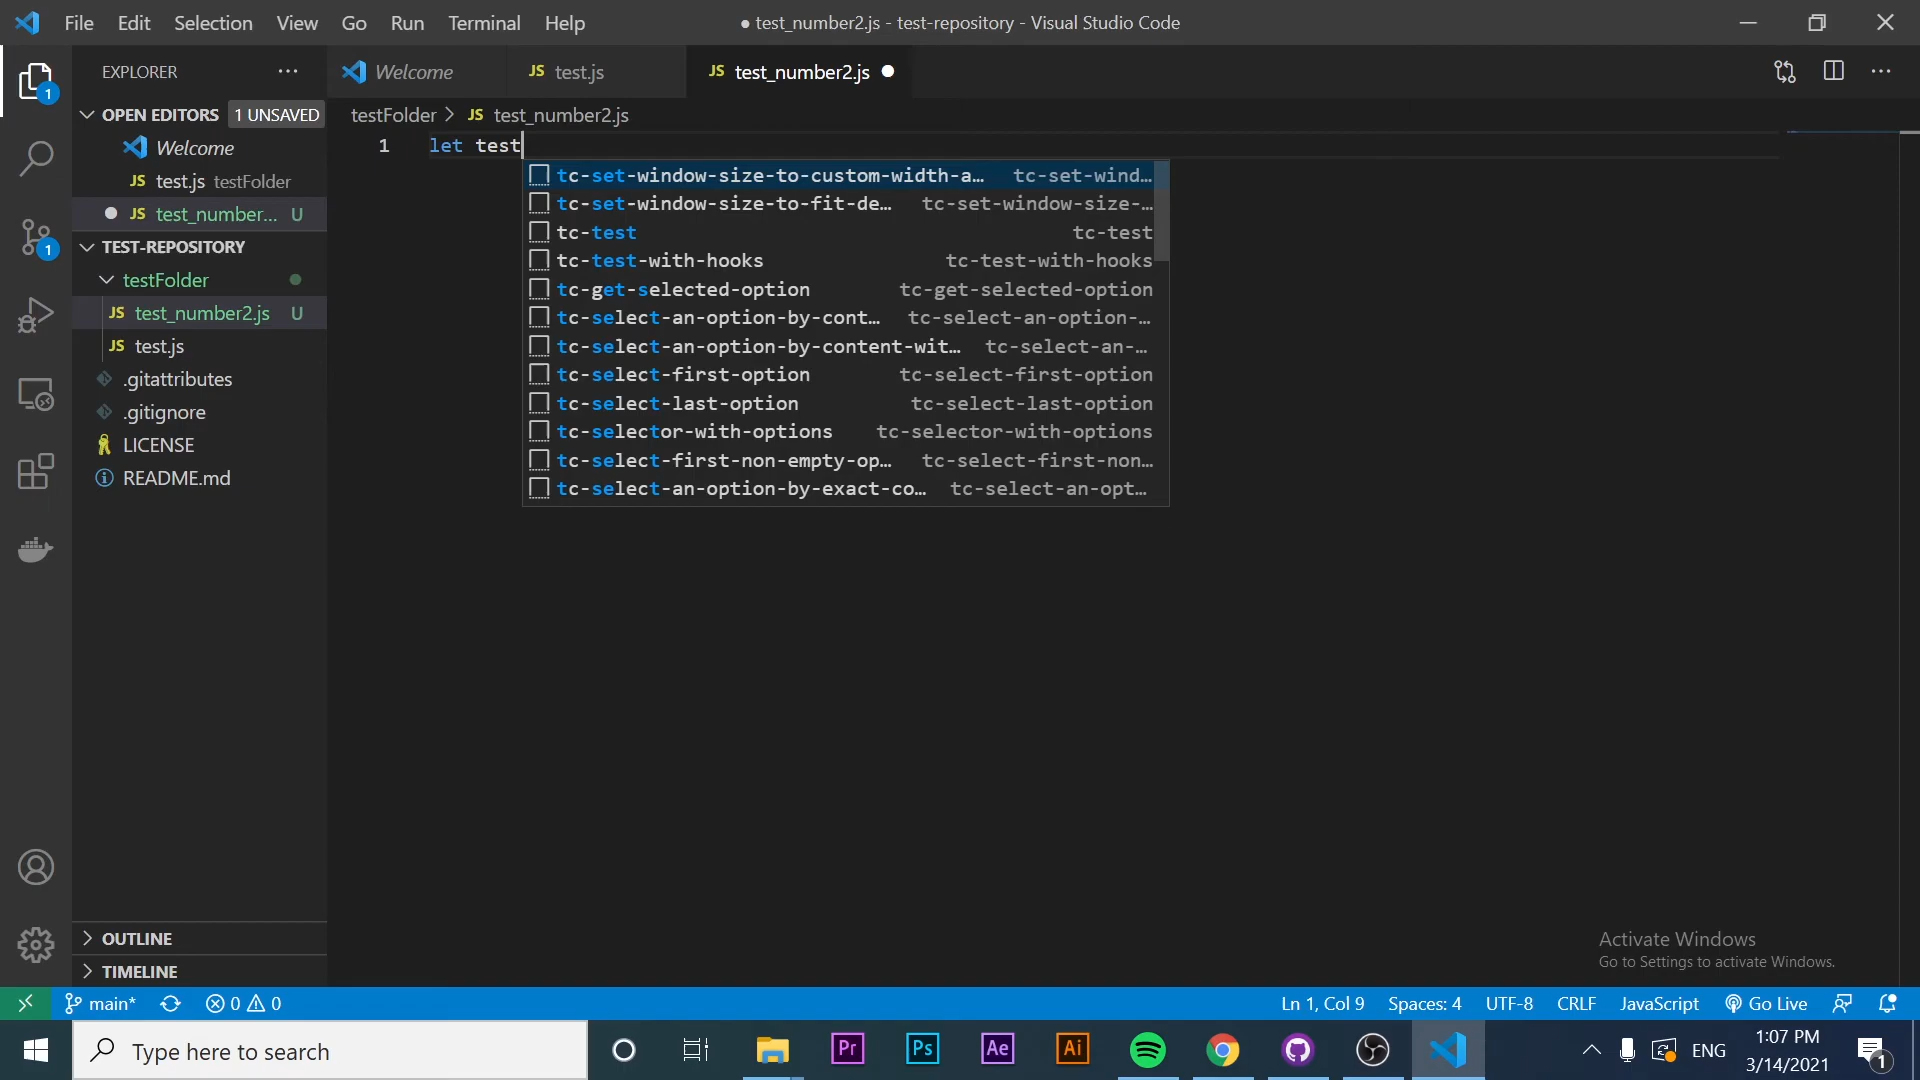 File Edit Selection View Go Run Terminal Help
● test_number2.js - test-repository - Visual Studio Code
EXPLORER
Welcome
JS test.js
JS test_number2.js
1
OPEN EDITORS 1 UNSAVED
Welcome
JS test.js testFolder
JS test_number... U
TEST-REPOSITORY
testFolder
JS test_number2.js U
JS test.js
.gitattributes
.gitignore
LICENSE
README.md
1
testFolder > JS test_number2.js
1 let test
tc-set-window-size-to-custom-width-a... tc-set-wind...
tc-set-window-size-to-fit-de... tc-set-window-size-...
tc-test tc-test
tc-test-with-hooks tc-test-with-hooks
tc-get-selected-option tc-get-selected-option
tc-select-an-option-by-cont... tc-select-an-option-...
tc-select-an-option-by-content-wit... tc-select-an-...
tc-select-first-option tc-select-first-option
tc-select-last-option tc-select-last-option
tc-selector-with-options tc-selector-with-options
tc-select-first-non-empty-op... tc-select-first-non...
tc-select-an-option-by-exact-co... tc-select-an-opt...
OUTLINE
TIMELINE
Activate Windows
Go to Settings to activate Windows.
main* 0 0
Ln 1, Col 9 Spaces: 4 UTF-8 CRLF JavaScript Go Live
Type here to search
Pr Ps Ae Ai
ENG
1:07 PM
3/14/2021
1